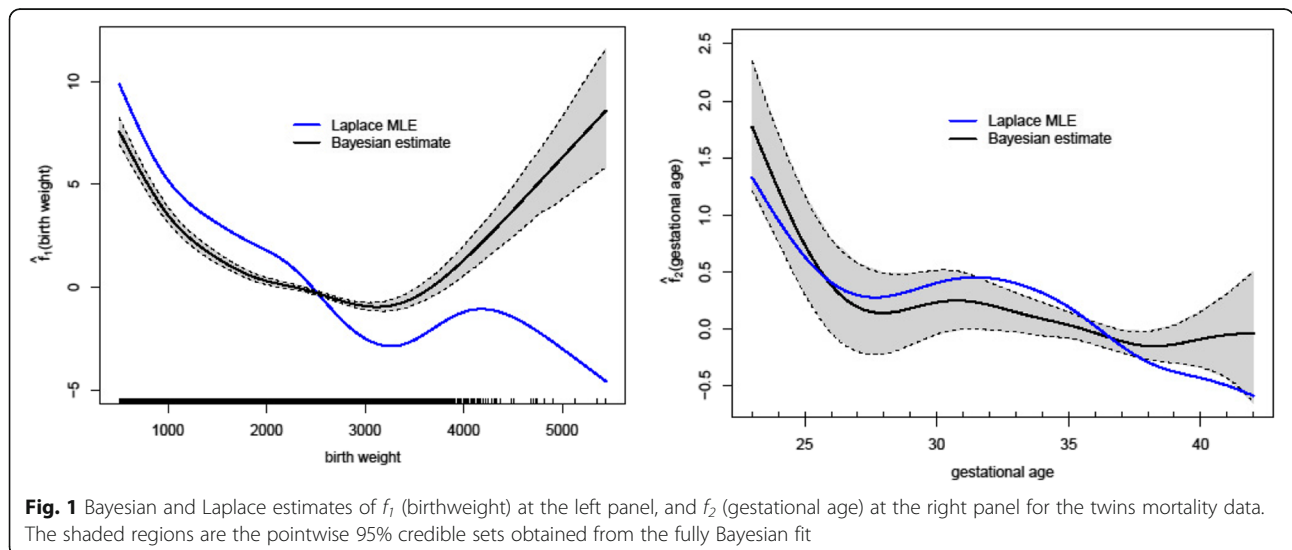 10
5
0
−5
f̂₁(birth weight)
Laplace MLE
Bayesian estimate
1000 2000 3000 4000 5000
birth weight
2.5
2.0
1.5
1.0
0.5
0.0
−0.5
f̂₂(gestational age)
Laplace MLE
Bayesian estimate
25 30 35 40
gestational age
Fig. 1 Bayesian and Laplace estimates of f₁ (birthweight) at the left panel, and f₂ (gestational age) at the right panel for the twins mortality data.
The shaded regions are the pointwise 95% credible sets obtained from the fully Bayesian fit